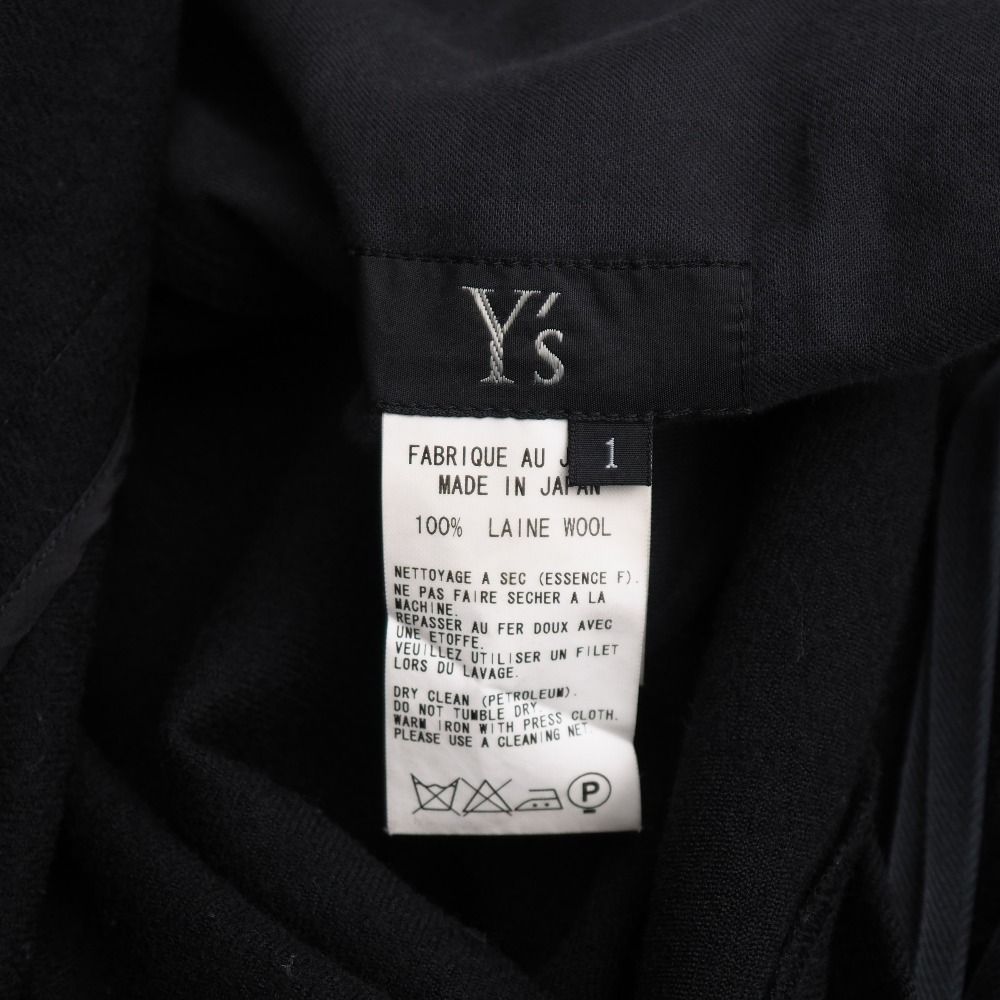 Y's
1
FABRIQUE AU J
MADE IN JAPAN
100% LAINE WOOL
NETTOYAGE A SEC (ESSENCE F).
NE PAS FAIRE SECHER A LA
MACHINE.
REPASSER AU FER DOUX AVEC
UNE ETOFFE.
VEUILLEZ UTILISER UN FILET
LORS DU LAVAGE.
DRY CLEAN (PETROLEUM).
DO NOT TUMBLE DRY.
WARM IRON WITH PRESS CLOTH.
PLEASE USE A CLEANING NET.
P